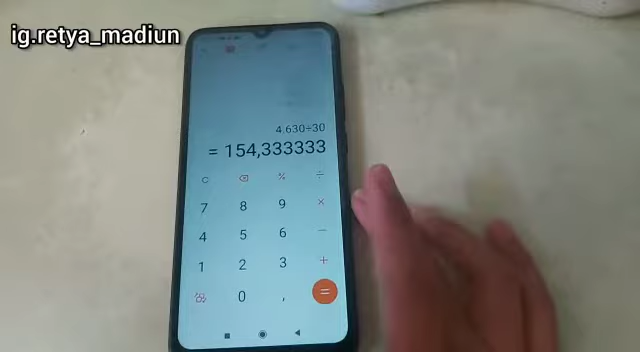 ig.retya_madiun
4.630÷30
= 154,333333
C % ÷
7 8 9 ×
4 5 6 −
1 2 3 +
0 , =